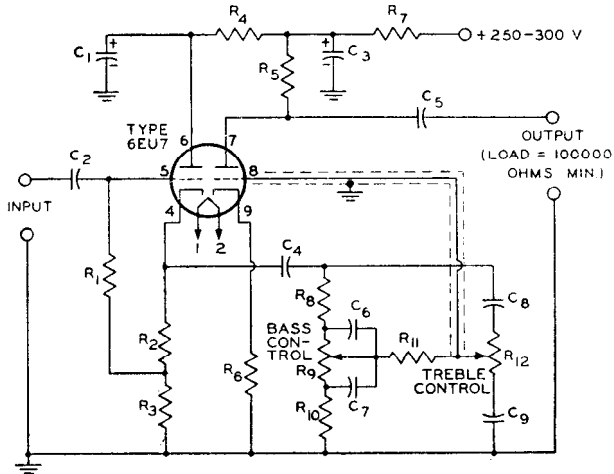 R4
R7
C1
+
+
C3
+250-300 V
R5
TYPE
6EU7
6
7
C5
OUTPUT
(LOAD = 100000
OHMS MIN.)
C2
5
8
INPUT
4
9
1
2
C4
R1
R8
C6
C8
BASS
CON-
TROL
R11
R2
R9
R12
TREBLE
CONTROL
R6
C7
R3
R10
C9